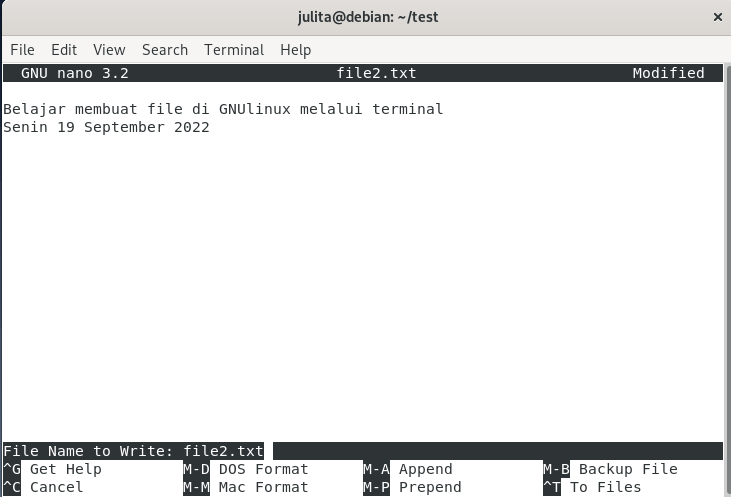 julita@debian: ~/test ×
File Edit View Search Terminal Help
GNU nano 3.2 file2.txt Modified
Belajar membuat file di GNUlinux melalui terminal
Senin 19 September 2022
File Name to Write: file2.txt
^G Get Help M-D DOS Format M-A Append M-B Backup File
^C Cancel M-M Mac Format M-P Prepend ^T To Files